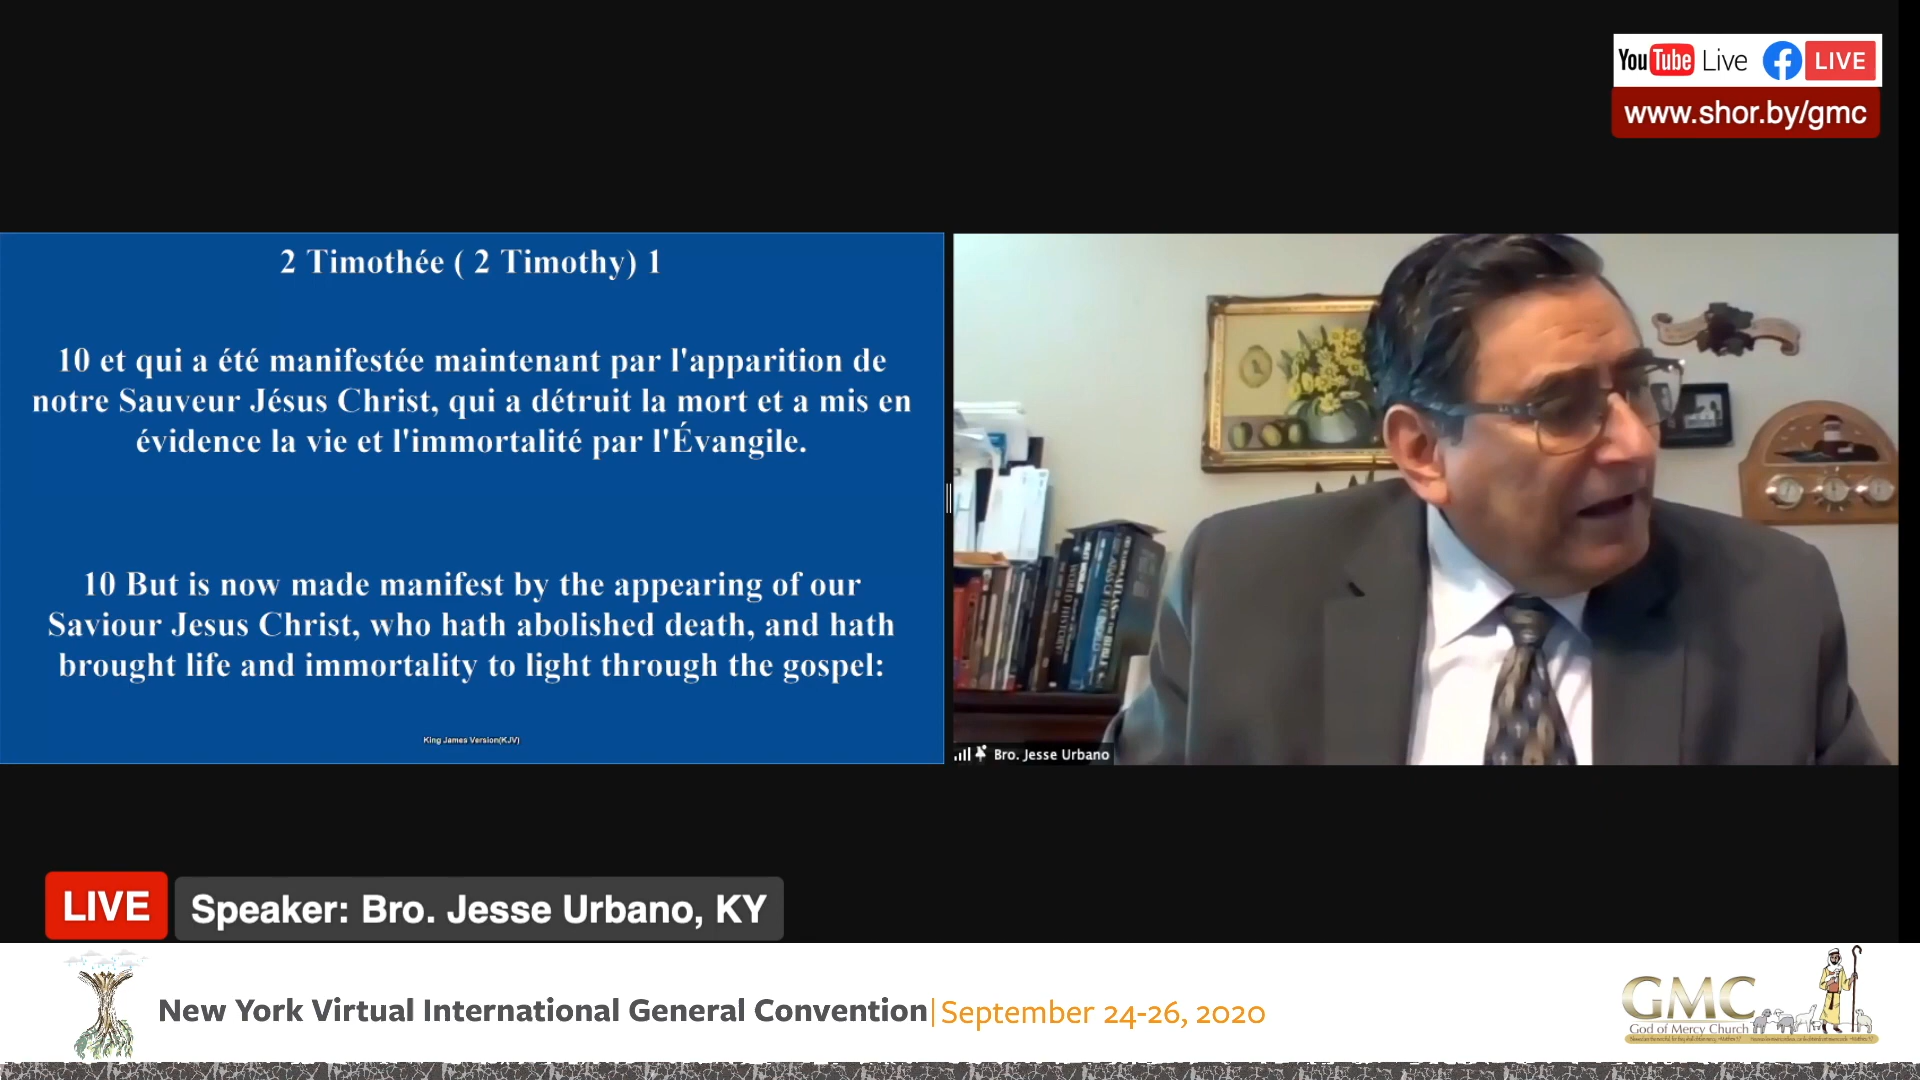 YouTube Live LIVE
www.shor.by/gmc
2 Timothée ( 2 Timothy) 1
10 et qui a été manifestée maintenant par l'apparition de
notre Sauveur Jésus Christ, qui a détruit la mort et a mis en
évidence la vie et l'immortalité par l'Évangile.
10 But is now made manifest by the appearing of our
Saviour Jesus Christ, who hath abolished death, and hath
brought life and immortality to light through the gospel:
King James Version(KJV)
WORLD HISTORY
Bro. Jesse Urbano
LIVE
Speaker: Bro. Jesse Urbano, KY
New York Virtual International General Convention| September 24-26, 2020
GMC
God of Mercy Church